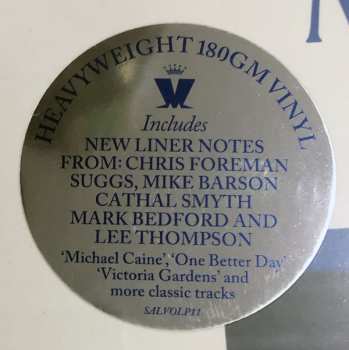 HEAVYWEIGHT 180GM VINYL
Includes
NEW LINER NOTES
FROM: CHRIS FOREMAN
SUGGS, MIKE BARSON
CATHAL SMYTH
MARK BEDFORD AND
LEE THOMPSON
‘Michael Caine’, ‘One Better Day’
‘Victoria Gardens’ and
more classic tracks
SALVOLP11